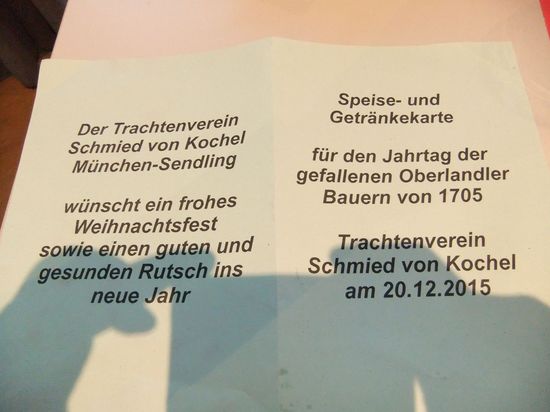 Der Trachtenverein
Schmied von Kochel
München-Sendling
wünscht ein frohes
Weihnachtsfest
sowie einen guten und
gesunden Rutsch ins
neue Jahr
Speise- und
Getränkekarte
für den Jahrtag der
gefallenen Oberlandler
Bauern von 1705
Trachtenverein
Schmied von Kochel
am 20.12.2015